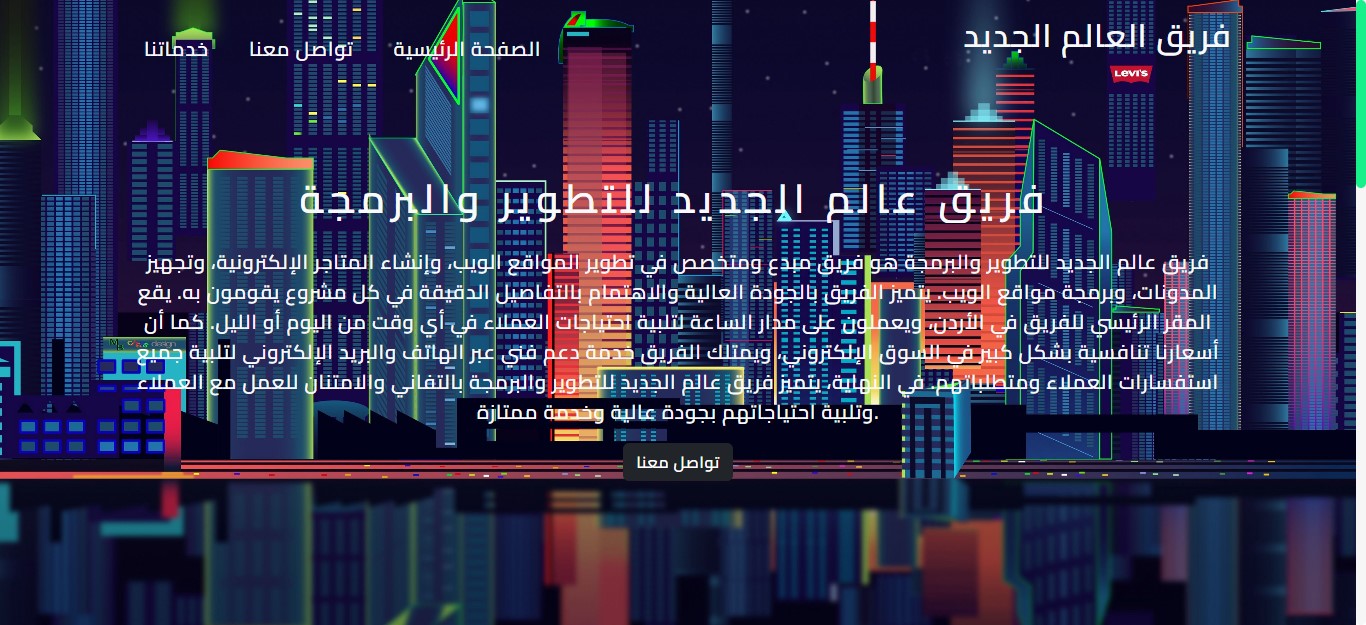 فريق العالم الجديد
الصفحة الرئيسية
تواصل معنا
خدماتنا
Levi's
فريق عالم الجديد للتطوير والبرمجة
فريق عالم الجديد للتطوير والبرمجة هو فريق مبدع ومتخصص في تطوير المواقع الويب، وإنشاء المتاجر الإلكترونية، وتجهيز
المدونات، وبرمجة مواقع الويب. يتميز الفريق بالجودة العالية والاهتمام بالتفاصيل الدقيقة في كل مشروع يقومون به. يقع
المقر الرئيسي للفريق في الأردن، ويعملون على مدار الساعة لتلبية احتياجات العملاء في أي وقت من اليوم أو الليل. كما أن
أسعارنا تنافسية بشكل كبير في السوق الإلكتروني، ويمتلك الفريق خدمة دعم فني عبر الهاتف والبريد الإلكتروني لتلبية جميع
استفسارات العملاء ومتطلباتهم. في النهاية، يتميز فريق عالم الجديد للتطوير والبرمجة بالتفاني والامتنان للعمل مع العملاء
.وتلبية احتياجاتهم بجودة عالية وخدمة ممتازة
design
تواصل معنا